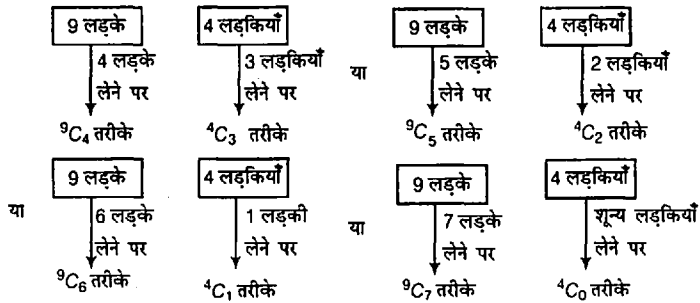 9 लड़के 4 लड़कियाँ 9 लड़के 4 लड़कियाँ
4 लड़के 3 लड़कियाँ या 5 लड़के 2 लड़कियाँ
लेने पर लेने पर लेने पर लेने पर
⁹C₄ तरीके ⁴C₃ तरीके ⁹C₅ तरीके ⁴C₂ तरीके
9 लड़के 4 लड़कियाँ 9 लड़के 4 लड़कियाँ
या 6 लड़के 1 लड़की या 7 लड़के शून्य लड़कियाँ
लेने पर लेने पर लेने पर लेने पर
⁹C₆ तरीके ⁴C₁ तरीके ⁹C₇ तरीके ⁴C₀ तरीके